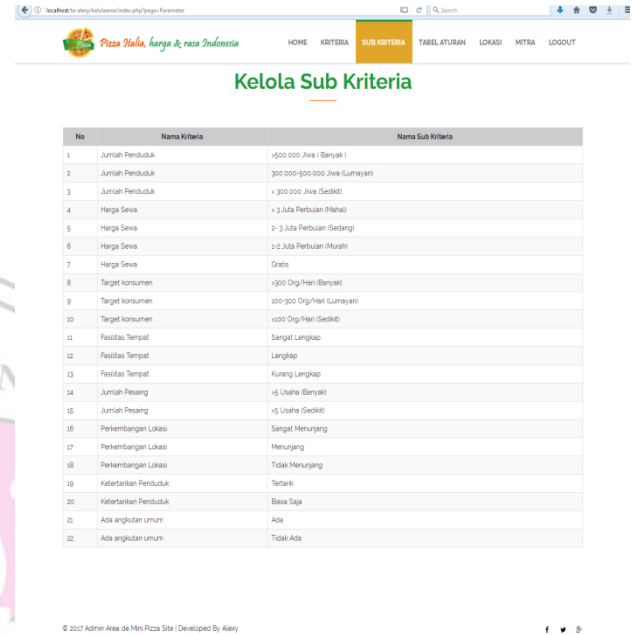 localhost/ta-alexy/kelolaarea/index.php?page=Parameter
Search
Pizza Italia, harga & rasa Indonesia
HOME KRITERIA SUB KRITERIA TABEL ATURAN LOKASI MITRA LOGOUT
Kelola Sub Kriteria
No Nama Kriteria Nama Sub Kriteria
1 Jumlah Penduduk >500.000 Jiwa ( Banyak )
2 Jumlah Penduduk 300.000-500.000 Jiwa (Lumayan)
3 Jumlah Penduduk < 300.000 Jiwa (Sedikit)
4 Harga Sewa > 3 Juta Perbulan (Mahal)
5 Harga Sewa 2- 3 Juta Perbulan (Sedang)
6 Harga Sewa 1-2 Juta Perbulan (Murah)
7 Harga Sewa Gratis
8 Target konsumen >300 Org/Hari (Banyak)
9 Target konsumen 100-300 Org/Hari (Lumayan)
10 Target konsumen <100 Org/Hari (Sedikit)
11 Fasilitas Tempat Sangat Lengkap
12 Fasilitas Tempat Lengkap
13 Fasilitas Tempat Kurang Lengkap
14 Jumlah Pesaing >5 Usaha (Banyak)
15 Jumlah Pesaing <5 Usaha (Sedikit)
16 Perkembangan Lokasi Sangat Menunjang
17 Perkembangan Lokasi Menunjang
18 Perkembangan Lokasi Tidak Menunjang
19 Ketertarikan Penduduk Tertarik
20 Ketertarikan Penduduk Biasa Saja
21 Ada angkutan umum Ada
22 Ada angkutan umum Tidak Ada
© 2017 Admin Area de Mini Pizza Site | Developed By Alexy